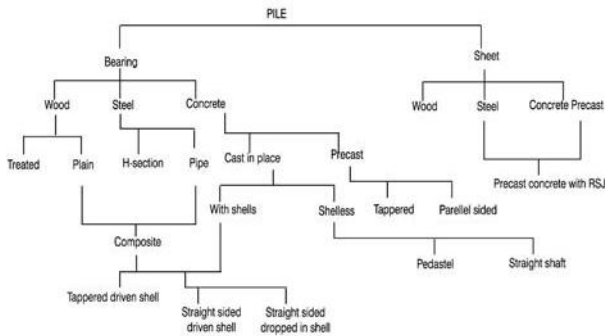 PILE
Bearing
Sheet
Wood
Steel
Concrete
Wood
Steel
Concrete Precast
Treated
Plain
H-section
Pipe
Cast in place
Precast
Precast concrete with RSJ
With shells
Shelless
Tappered
Parellel sided
Composite
Pedastel
Straight shaft
Tappered driven shell
Straight sided
driven shell
Straight sided
dropped in shell